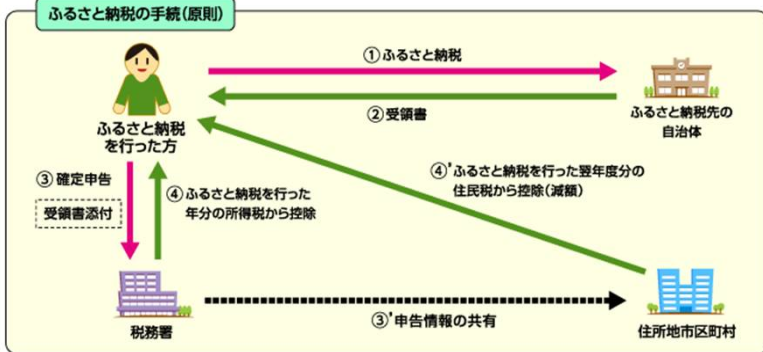 ふるさと納税の手続(原則)
①ふるさと納税
②受領書
ふるさと納税
を行った方
ふるさと納税先の
自治体
③ 確定申告
受領書添付
④ ふるさと納税を行った
年分の所得税から控除
④'ふるさと納税を行った翌年度分の
住民税から控除(減額)
税務署
③'申告情報の共有
住所地市区町村